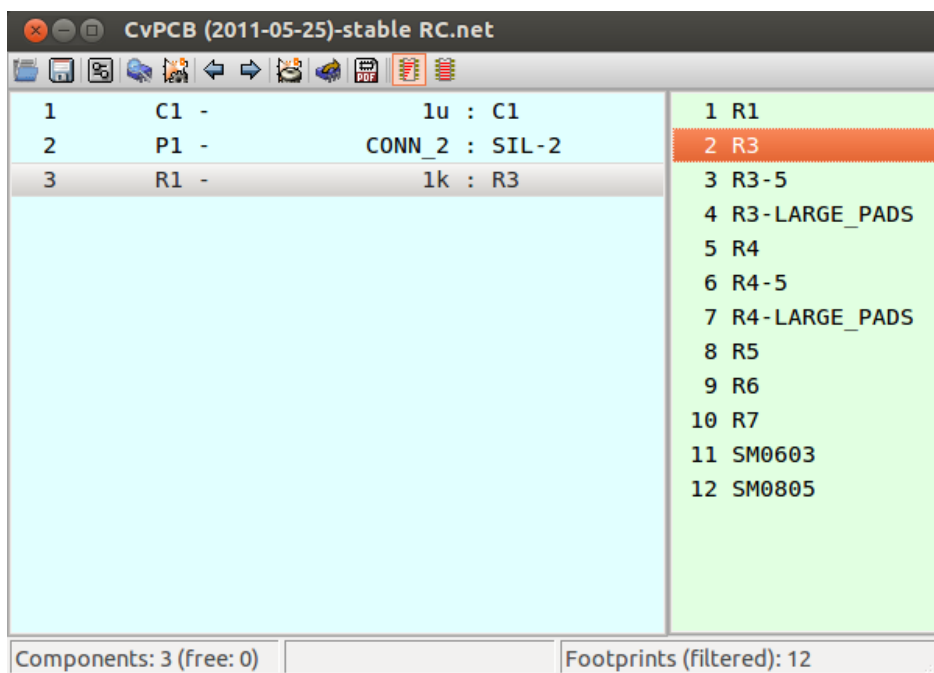 CvPCB (2011-05-25)-stable RC.net
PDF
1 C1 - 1u : C1
2 P1 - CONN_2 : SIL-2
3 R1 - 1k : R3
1 R1
2 R3
3 R3-5
4 R3-LARGE_PADS
5 R4
6 R4-5
7 R4-LARGE_PADS
8 R5
9 R6
10 R7
11 SM0603
12 SM0805
Components: 3 (free: 0)
Footprints (filtered): 12